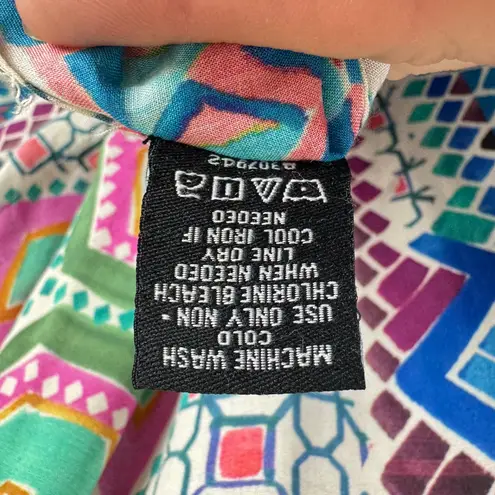 MACHINE WASH
COLD
USE ONLY NON-
CHLORINE BLEACH
WHEN NEEDED
LINE DRY
COOL IRON IF
NEEDED